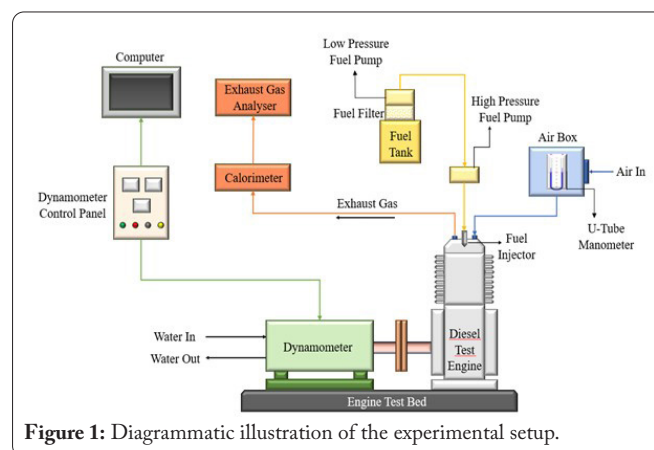 Computer
Low Pressure
Fuel Pump
Exhaust Gas
Analyser
Fuel Filter
Fuel
Tank
High Pressure
Fuel Pump
Air Box
Air In
U-Tube
Manometer
Calorimeter
Dynamometer
Control Panel
Exhaust Gas
Fuel
Injector
Water In
Water Out
Dynamometer
Diesel
Test
Engine
Engine Test Bed
Figure 1: Diagrammatic illustration of the experimental setup.